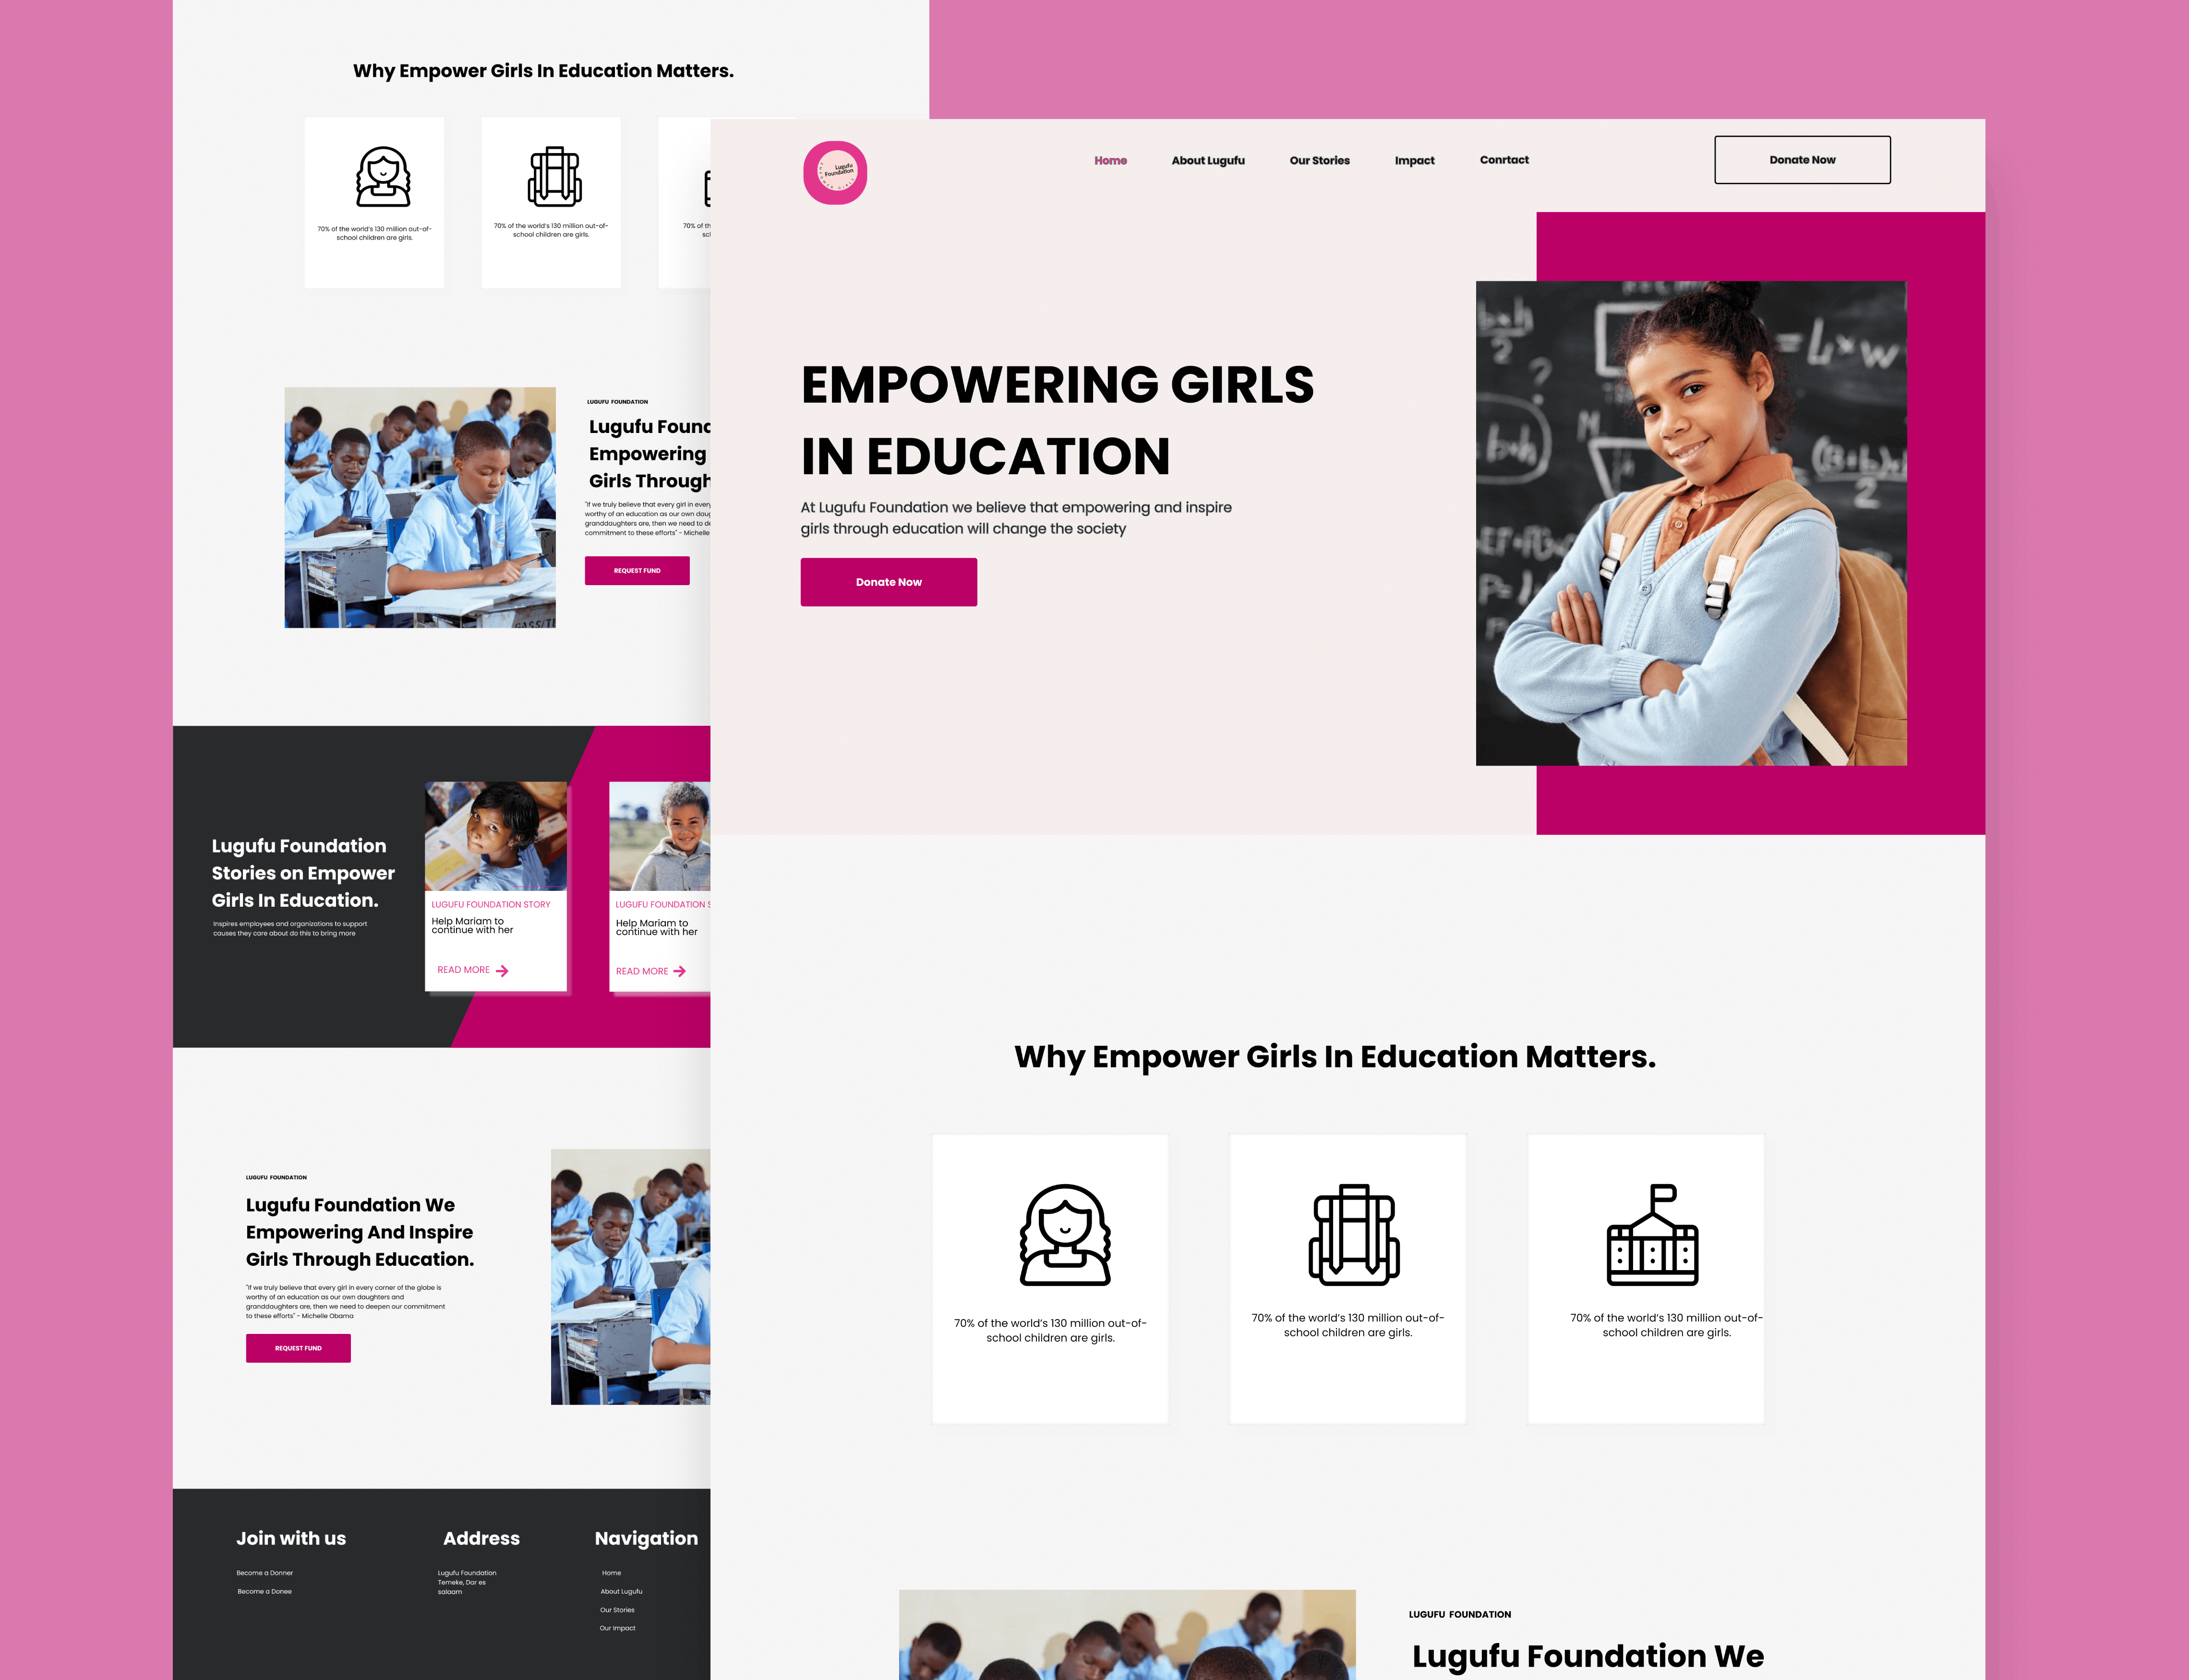 Why Empower Girls In Education Matters.
70% of the world's 130 million out-of-
school children are girls.
70% of the world's 130 million out-of-
school children are girls.
70% of th
scl
LUGUFU FOUNDATION
Lugufu Found
Empowering
Girls Through
"If we truly believe that every girl in every
worthy of an education as our own daug
granddaughters are, then we need to de
commitment to these efforts" - Michelle
REQUEST FUND
Lugufu Foundation
Stories on Empower
Girls In Education.
Inspires employees and organizations to support
causes they care about do this to bring more
LUGUFU FOUNDATION STORY
Help Mariam to
continue with her
READ MORE
LUGUFU FOUNDATION S
Help Mariam to
continue with her
READ MORE
LUGUFU FOUNDATION
Lugufu Foundation We
Empowering And Inspire
Girls Through Education.
"If we truly believe that every girl in every corner of the globe is
worthy of an education as our own daughters and
granddaughters are, then we need to deepen our commitment
to these efforts" - Michelle Obama
REQUEST FUND
Join with us
Become a Donner
Become a Donee
Address
Lugufu Foundation
Temeke, Dar es
salaam
Navigation
Home
About Lugufu
Our Stories
Our Impact
Lugufu
Foundation
EMPOWER GIRLS
Home
About Lugufu
Our Stories
Impact
Conrtact
Donate Now
EMPOWERING GIRLS
IN EDUCATION
At Lugufu Foundation we believe that empowering and inspire
girls through education will change the society
Donate Now
Why Empower Girls In Education Matters.
70% of the world's 130 million out-of-
school children are girls.
70% of the world's 130 million out-of-
school children are girls.
70% of the world's 130 million out-of-
school children are girls.
LUGUFU FOUNDATION
Lugufu Foundation We